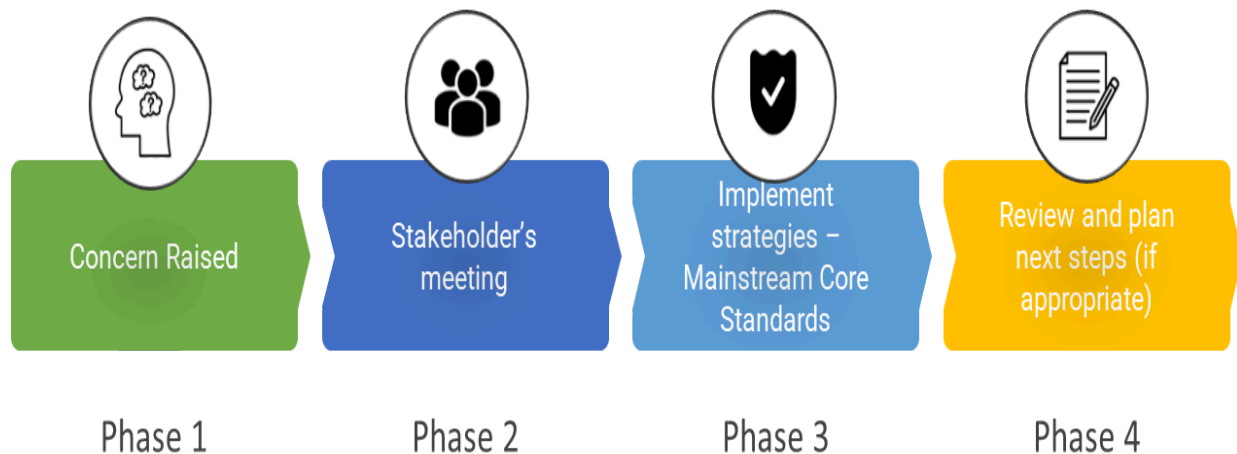 Concern Raised
Stakeholder’s
meeting
Implement
strategies –
Mainstream Core
Standards
Review and plan
next steps (if
appropriate)
Phase 1
Phase 2
Phase 3
Phase 4